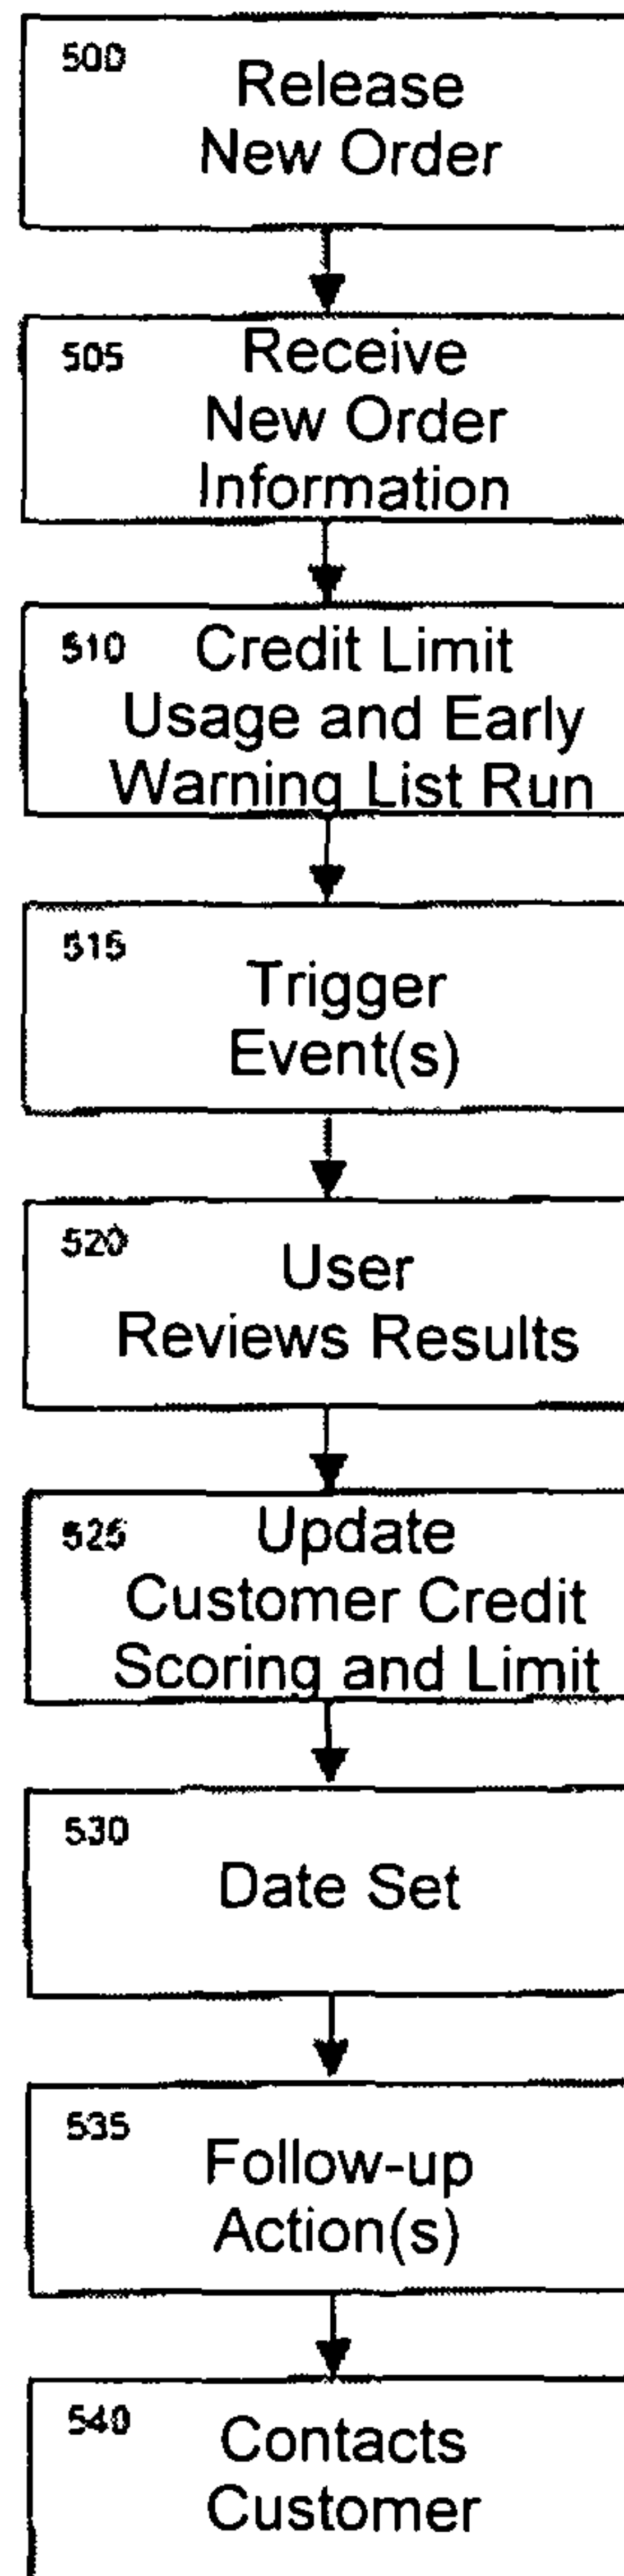 500 Release
New Order
505 Receive
New Order
Information
510 Credit Limit
Usage and Early
Warning List Run
515
Trigger
Event(s)
520
User
Reviews Results
525 Update
Customer Credit
Scoring and Limit
530
Date Set
535
Follow-up
Action(s)
540 Contacts
Customer